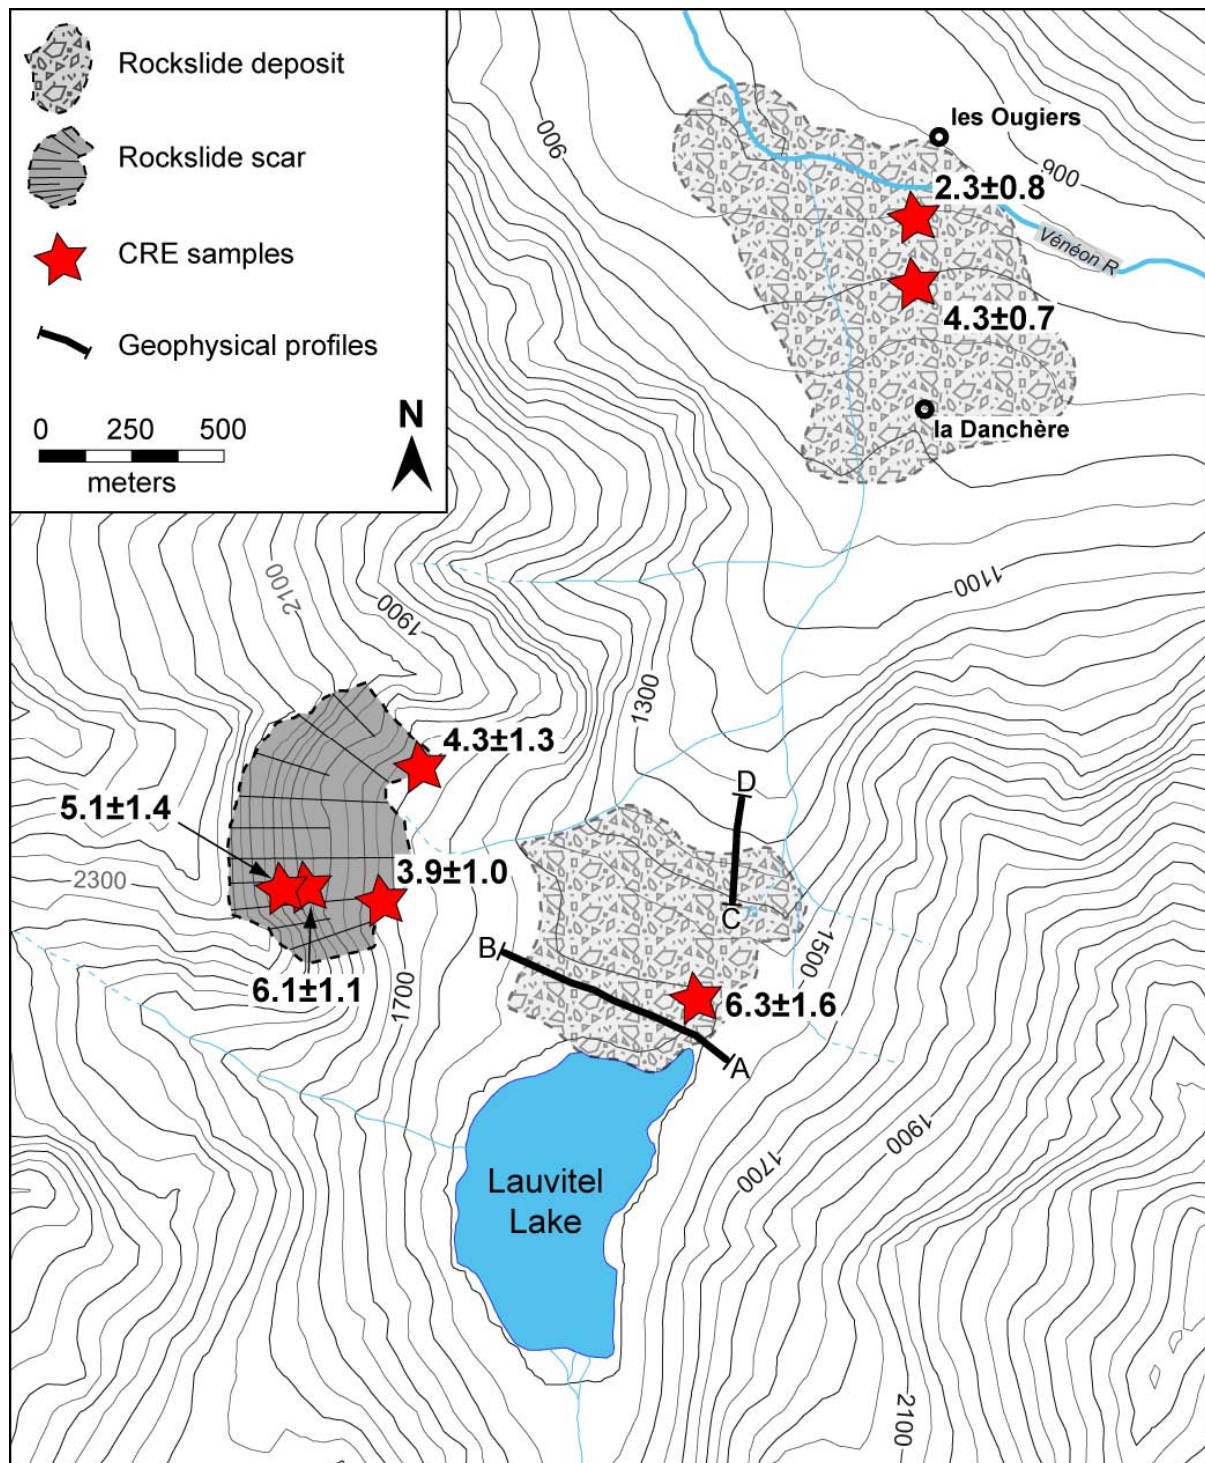 Rockslide deposit
Rockslide scar
CRE samples
Geophysical profiles
0 250 500
meters
N
900
les Ougiers
900
2.3±0.8
Vénéon R
4.3±0.7
la Danchère
1100
2100
1900
1300
4.3±1.3
D
5.1±1.4
3.9±1.0
2300
C
B
1500
6.1±1.1
1700
6.3±1.6
A
1900
1700
Lauvitel
Lake
2100